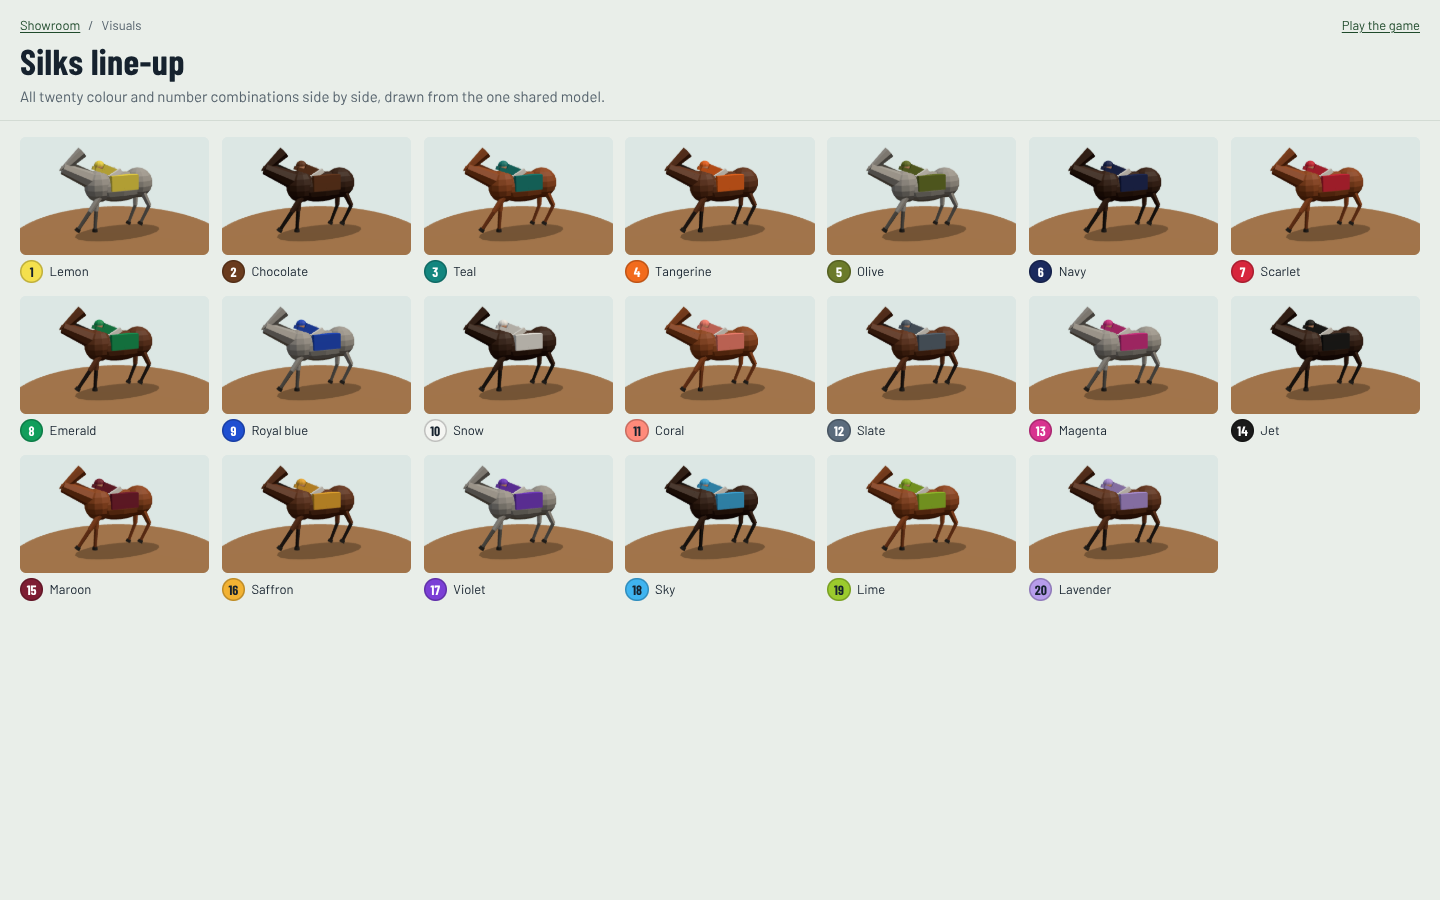 Showroom / Visuals
Play the game
Silks line-up
All twenty colour and number combinations side by side, drawn from the one shared model.
1 Lemon
2 Chocolate
3 Teal
4 Tangerine
5 Olive
6 Navy
7 Scarlet
8 Emerald
9 Royal blue
10 Snow
11 Coral
12 Slate
13 Magenta
14 Jet
15 Maroon
16 Saffron
17 Violet
18 Sky
19 Lime
20 Lavender